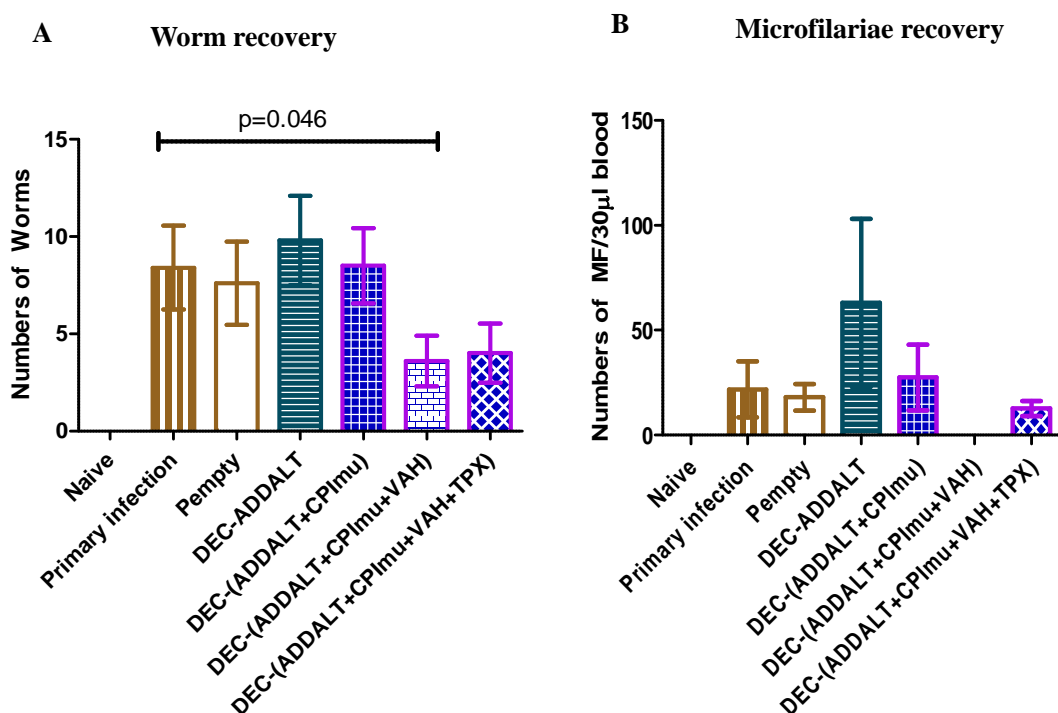 A
Worm recovery
p=0.046
Numbers of Worms
15
10
5
0
Naive
Primary infection
Pempty
DEC-ADDALT
DEC-(ADDALT+CPImu)
DEC-(ADDALT+CPImu+VAH)
DEC-(ADDALT+CPImu+VAH+TPX)
B
Microfilariae recovery
Numbers of MF/30µl blood
150
100
50
0
Naive
Primary infection
Pempty
DEC-ADDALT
DEC-(ADDALT+CPImu)
DEC-(ADDALT+CPImu+VAH)
DEC-(ADDALT+CPImu+VAH+TPX)